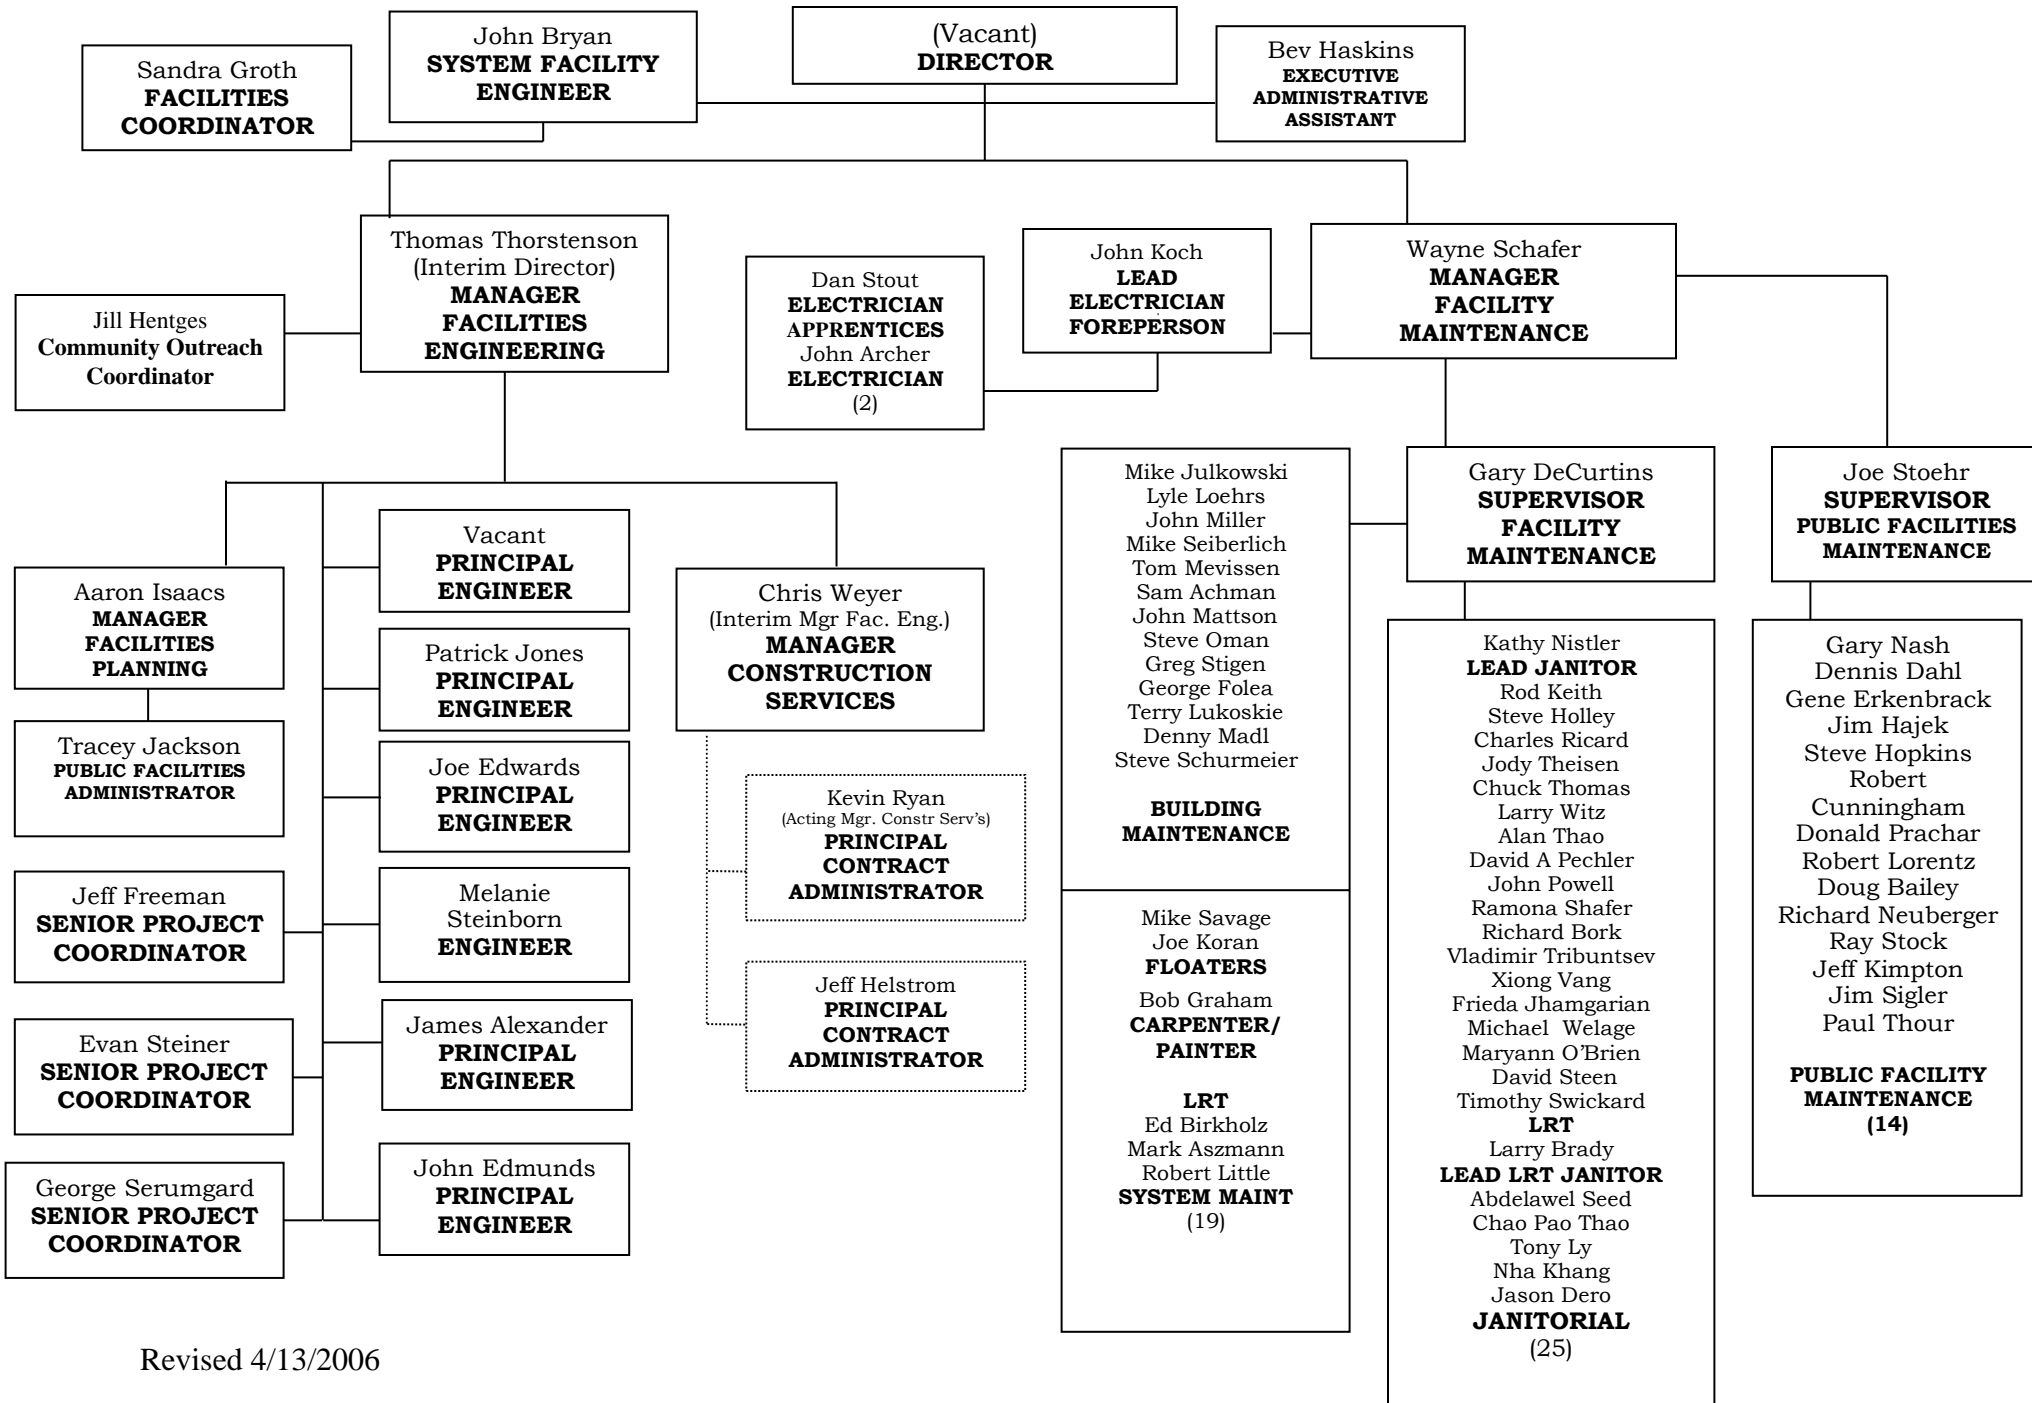 Sandra Groth
FACILITIES
COORDINATOR
John Bryan
SYSTEM FACILITY
ENGINEER
(Vacant)
DIRECTOR
Bev Haskins
EXECUTIVE
ADMINISTRATIVE
ASSISTANT
Jill Hentges
Community Outreach
Coordinator
Thomas Thorstenson
(Interim Director)
MANAGER
FACILITIES
ENGINEERING
Dan Stout
ELECTRICIAN
APPRENTICES
John Archer
ELECTRICIAN
(2)
John Koch
LEAD
ELECTRICIAN
FOREPERSON
Wayne Schafer
MANAGER
FACILITY
MAINTENANCE
Aaron Isaacs
MANAGER
FACILITIES
PLANNING
Tracey Jackson
PUBLIC FACILITIES
ADMINISTRATOR
Jeff Freeman
SENIOR PROJECT
COORDINATOR
Evan Steiner
SENIOR PROJECT
COORDINATOR
George Serumgard
SENIOR PROJECT
COORDINATOR
Vacant
PRINCIPAL
ENGINEER
Patrick Jones
PRINCIPAL
ENGINEER
Joe Edwards
PRINCIPAL
ENGINEER
Melanie
Steinborn
ENGINEER
James Alexander
PRINCIPAL
ENGINEER
John Edmunds
PRINCIPAL
ENGINEER
Chris Weyer
(Interim Mgr Fac. Eng.)
MANAGER
CONSTRUCTION
SERVICES
Kevin Ryan
(Acting Mgr. Constr Serv's)
PRINCIPAL
CONTRACT
ADMINISTRATOR
Jeff Helstrom
PRINCIPAL
CONTRACT
ADMINISTRATOR
Mike Julkowski
Lyle Loehrs
John Miller
Mike Seiberlich
Tom Mevissen
Sam Achman
John Mattson
Steve Oman
Greg Stigen
George Folea
Terry Lukoskie
Denny Madl
Steve Schurmeier
BUILDING
MAINTENANCE
Mike Savage
Joe Koran
FLOATERS
Bob Graham
CARPENTER/
PAINTER
LRT
Ed Birkholz
Mark Aszmann
Robert Little
SYSTEM MAINT
(19)
Gary DeCurtins
SUPERVISOR
FACILITY
MAINTENANCE
Kathy Nistler
LEAD JANITOR
Rod Keith
Steve Holley
Charles Ricard
Jody Theisen
Chuck Thomas
Larry Witz
Alan Thao
David A Pechler
John Powell
Ramona Shafer
Richard Bork
Vladimir Tribuntsev
Xiong Vang
Frieda Jhamgarian
Michael  Welage
Maryann O'Brien
David Steen
Timothy Swickard
LRT
Larry Brady
LEAD LRT JANITOR
Abdelawel Seed
Chao Pao Thao
Tony Ly
Nha Khang
Jason Dero
JANITORIAL
(25)
Joe Stoehr
SUPERVISOR
PUBLIC FACILITIES
MAINTENANCE
Gary Nash
Dennis Dahl
Gene Erkenbrack
Jim Hajek
Steve Hopkins
Robert
Cunningham
Donald Prachar
Robert Lorentz
Doug Bailey
Richard Neuberger
Ray Stock
Jeff Kimpton
Jim Sigler
Paul Thour
PUBLIC FACILITY
MAINTENANCE
(14)
Revised 4/13/2006